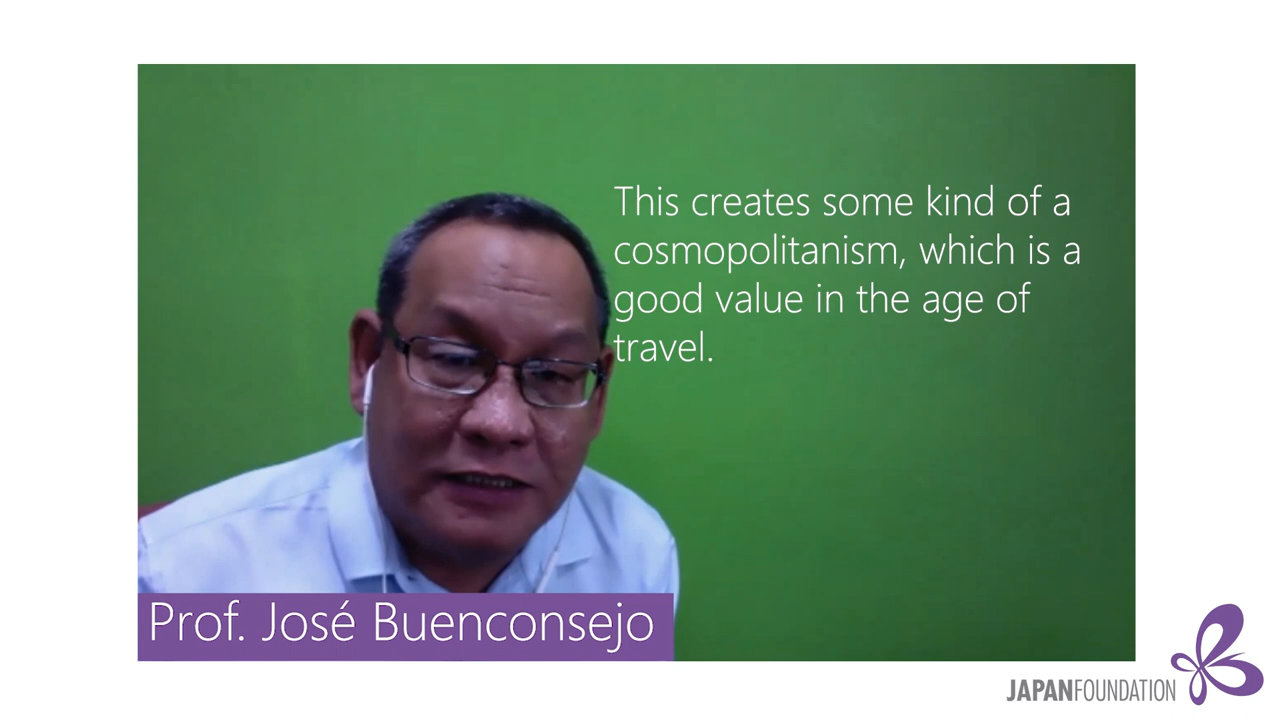 This creates some kind of a
cosmopolitanism, which is a
good value in the age of
travel.
Prof. José Buenconsejo
JAPANFOUNDATION